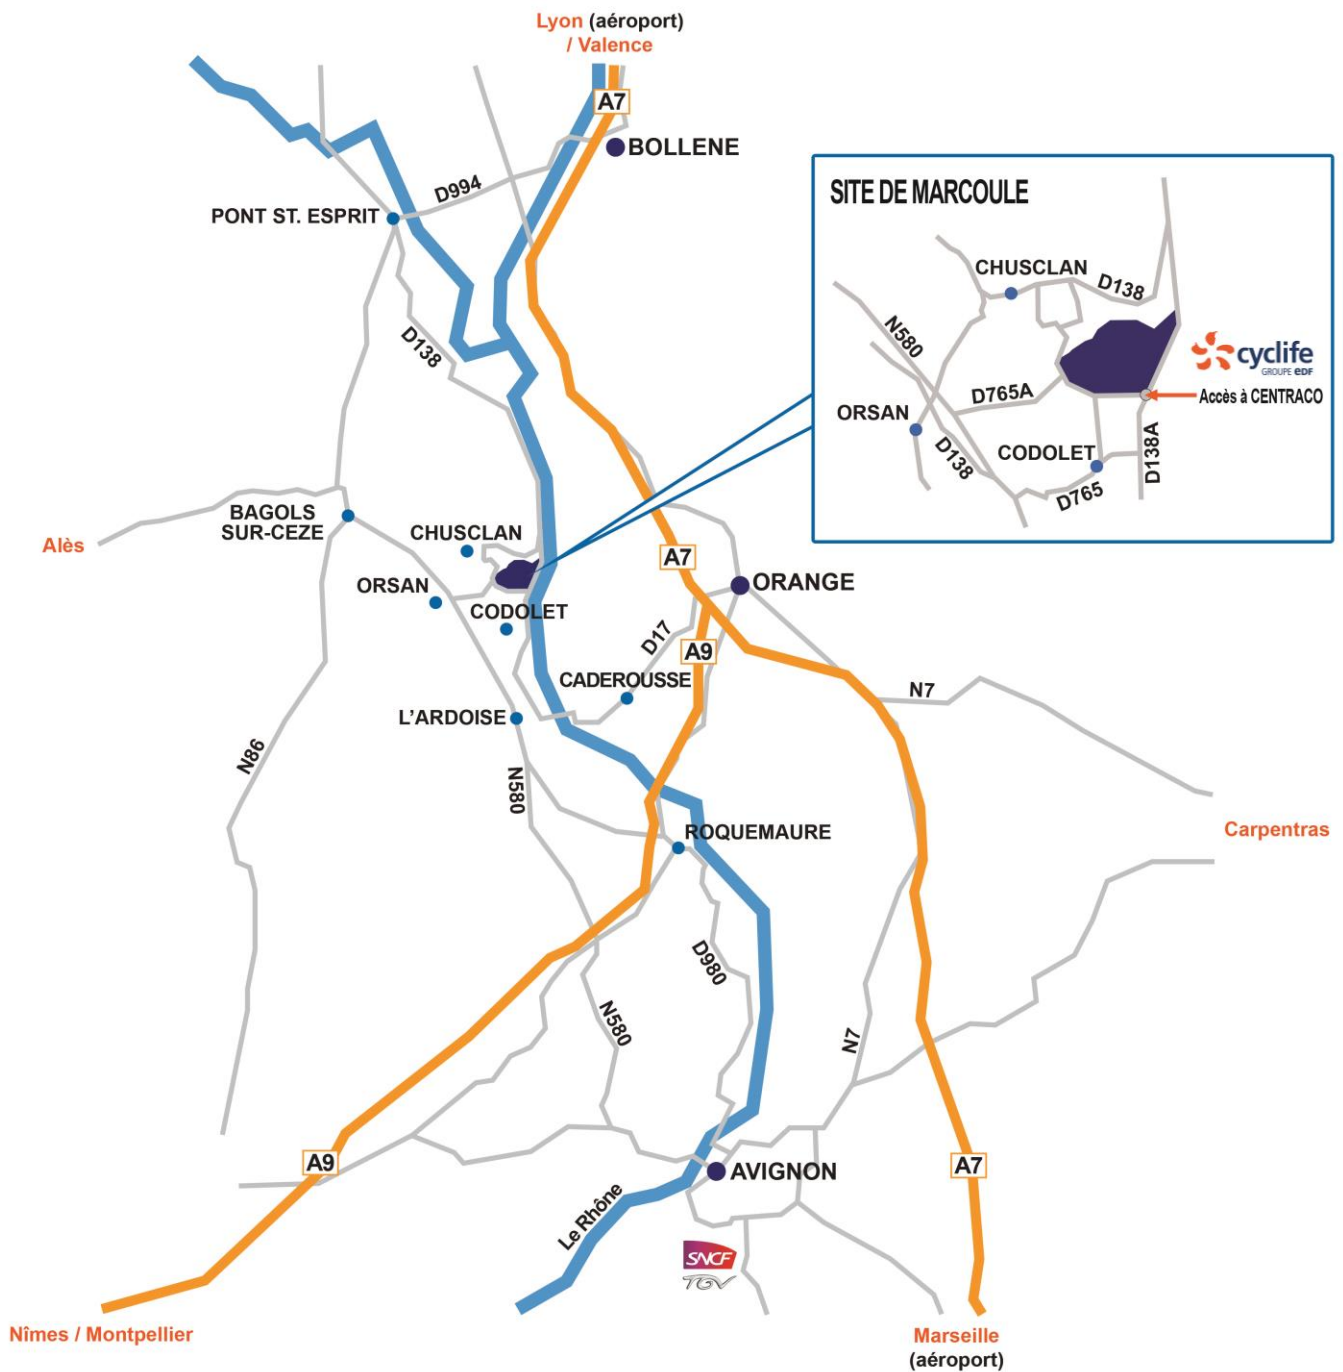 Lyon (aéroport)
/ Valence
A7
BOLLENE
D994
PONT ST. ESPRIT
D138
SITE DE MARCOULE
CHUSCLAN
D138
N580
cyclife
GROUPE EDF
D765A
Accès à CENTRACO
ORSAN
D138
CODOLET
D138A
D765
BAGOLS
SUR-CEZE
Alès
CHUSCLAN
A7
ORANGE
ORSAN
CODOLET
D17
A9
CADEROUSSE
N7
L'ARDOISE
N86
N580
ROQUEMAURE
Carpentras
D980
N580
N7
A9
AVIGNON
A7
Le Rhône
SNCF
TGV
Nîmes / Montpellier
Marseille
(aéroport)